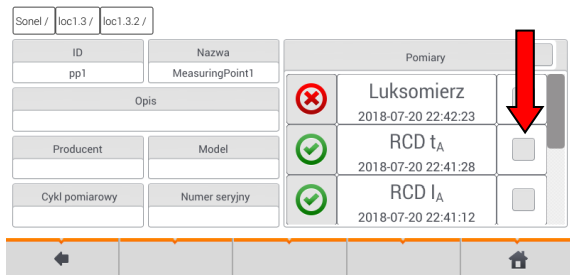 Sonel / loc1.3 / loc1.3.2 /
ID Nazwa Pomiary
pp1 MeasuringPoint1
Luksomierz
2018-07-20 22:42:23
Opis
RCD tA
2018-07-20 22:41:28
Producent Model
RCD IA
2018-07-20 22:41:12
Cykl pomiarowy Numer seryjny